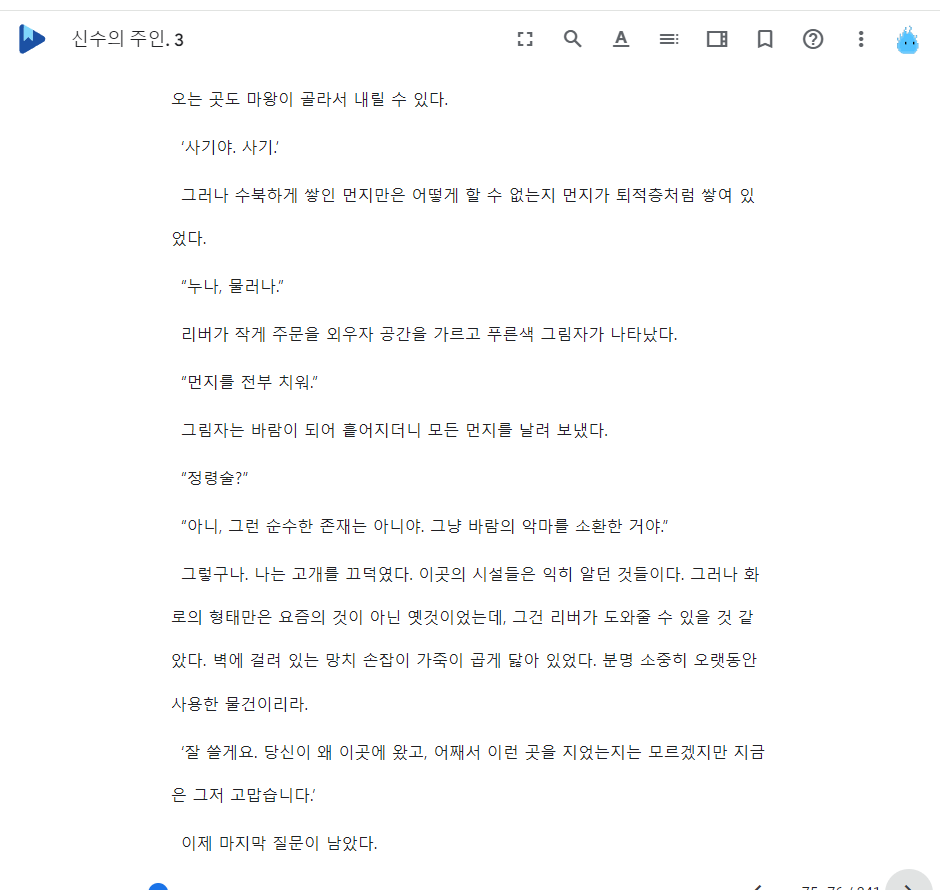 신수의 주인. 3
오는 곳도 마왕이 골라서 내릴 수 있다.
‘사기야. 사기.’
그러나 수북하게 쌓인 먼지만은 어떻게 할 수 없는지 먼지가 퇴적층처럼 쌓여 있
었다.
“누나, 물러나.”
리버가 작게 주문을 외우자 공간을 가르고 푸른색 그림자가 나타났다.
“먼지를 전부 치워.”
그림자는 바람이 되어 흩어지더니 모든 먼지를 날려 보냈다.
“정령술?”
“아니, 그런 순수한 존재는 아니야. 그냥 바람의 악마를 소환한 거야.”
그렇구나. 나는 고개를 끄덕였다. 이곳의 시설들은 익히 알던 것들이다. 그러나 화
로의 형태만은 요즘의 것이 아닌 옛것이었는데, 그건 리버가 도와줄 수 있을 것 같
았다. 벽에 걸려 있는 망치 손잡이 가죽이 곱게 닳아 있었다. 분명 소중히 오랫동안
사용한 물건이리라.
‘잘 쓸게요. 당신이 왜 이곳에 왔고, 어째서 이런 곳을 지었는지는 모르겠지만 지금
은 그저 고맙습니다.’
이제 마지막 질문이 남았다.